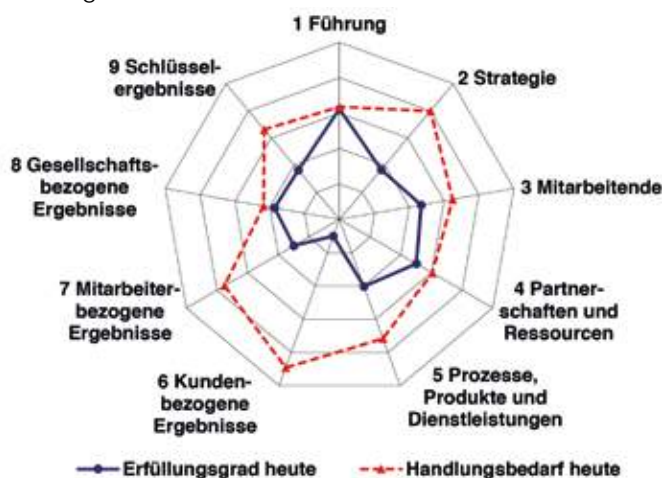 1 Führung
2 Strategie
3 Mitarbeitende
4 Partner-
schaften und
Ressourcen
5 Prozesse,
Produkte und
Dienstleistungen
6 Kunden-
bezogene
Ergebnisse
7 Mitarbeiter-
bezogene
Ergebnisse
8 Gesellschafts-
bezogene
Ergebnisse
9 Schlüssel-
ergebnisse
Erfüllungsgrad heute
Handlungsbedarf heute